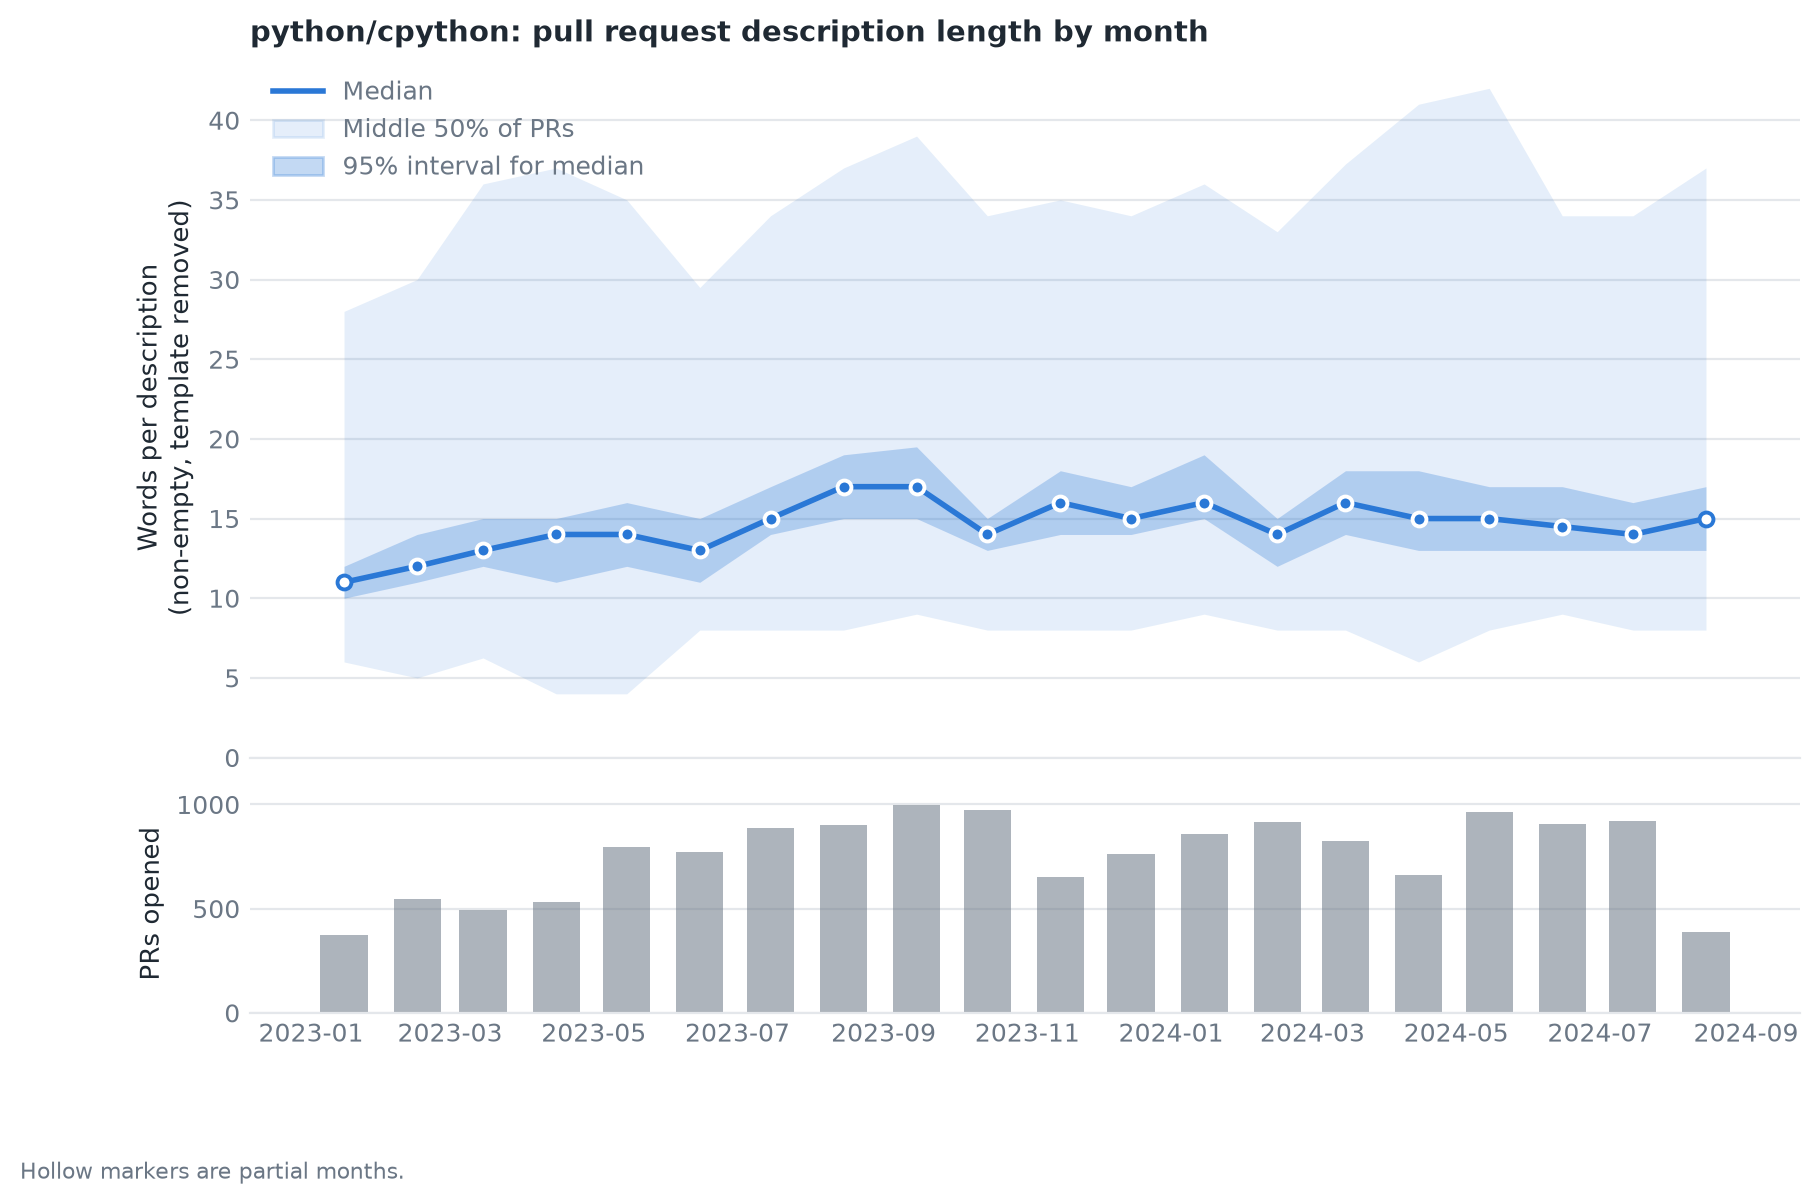 python/cpython: pull request description length by month
Median
Middle 50% of PRs
95% interval for median
Words per description
(non-empty, template removed)
40
35
30
25
20
15
10
5
0
PRs opened
1000
500
0
2023-01 2023-03 2023-05 2023-07 2023-09 2023-11 2024-01 2024-03 2024-05 2024-07 2024-09
Hollow markers are partial months.